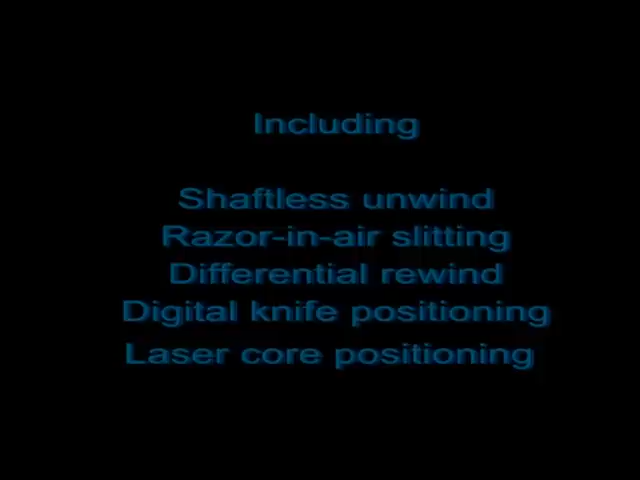 Including
Shaftless unwind
Razor-in-air slitting
Differential rewind
Digital knife positioning
Laser core positioning